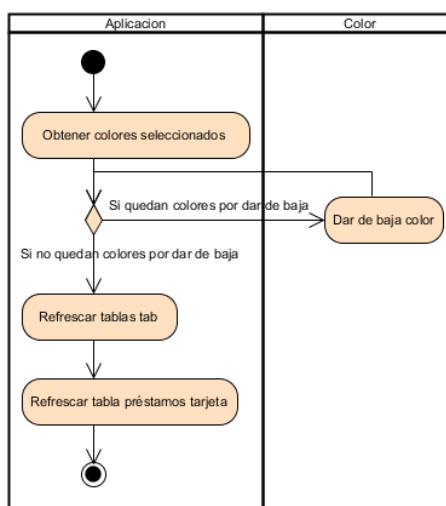 Aplicacion
Color
Obtener colores seleccionados
Si quedan colores por dar de baja
Dar de baja color
Si no quedan colores por dar de baja
Refrescar tablas tab
Refrescar tabla préstamos tarjeta